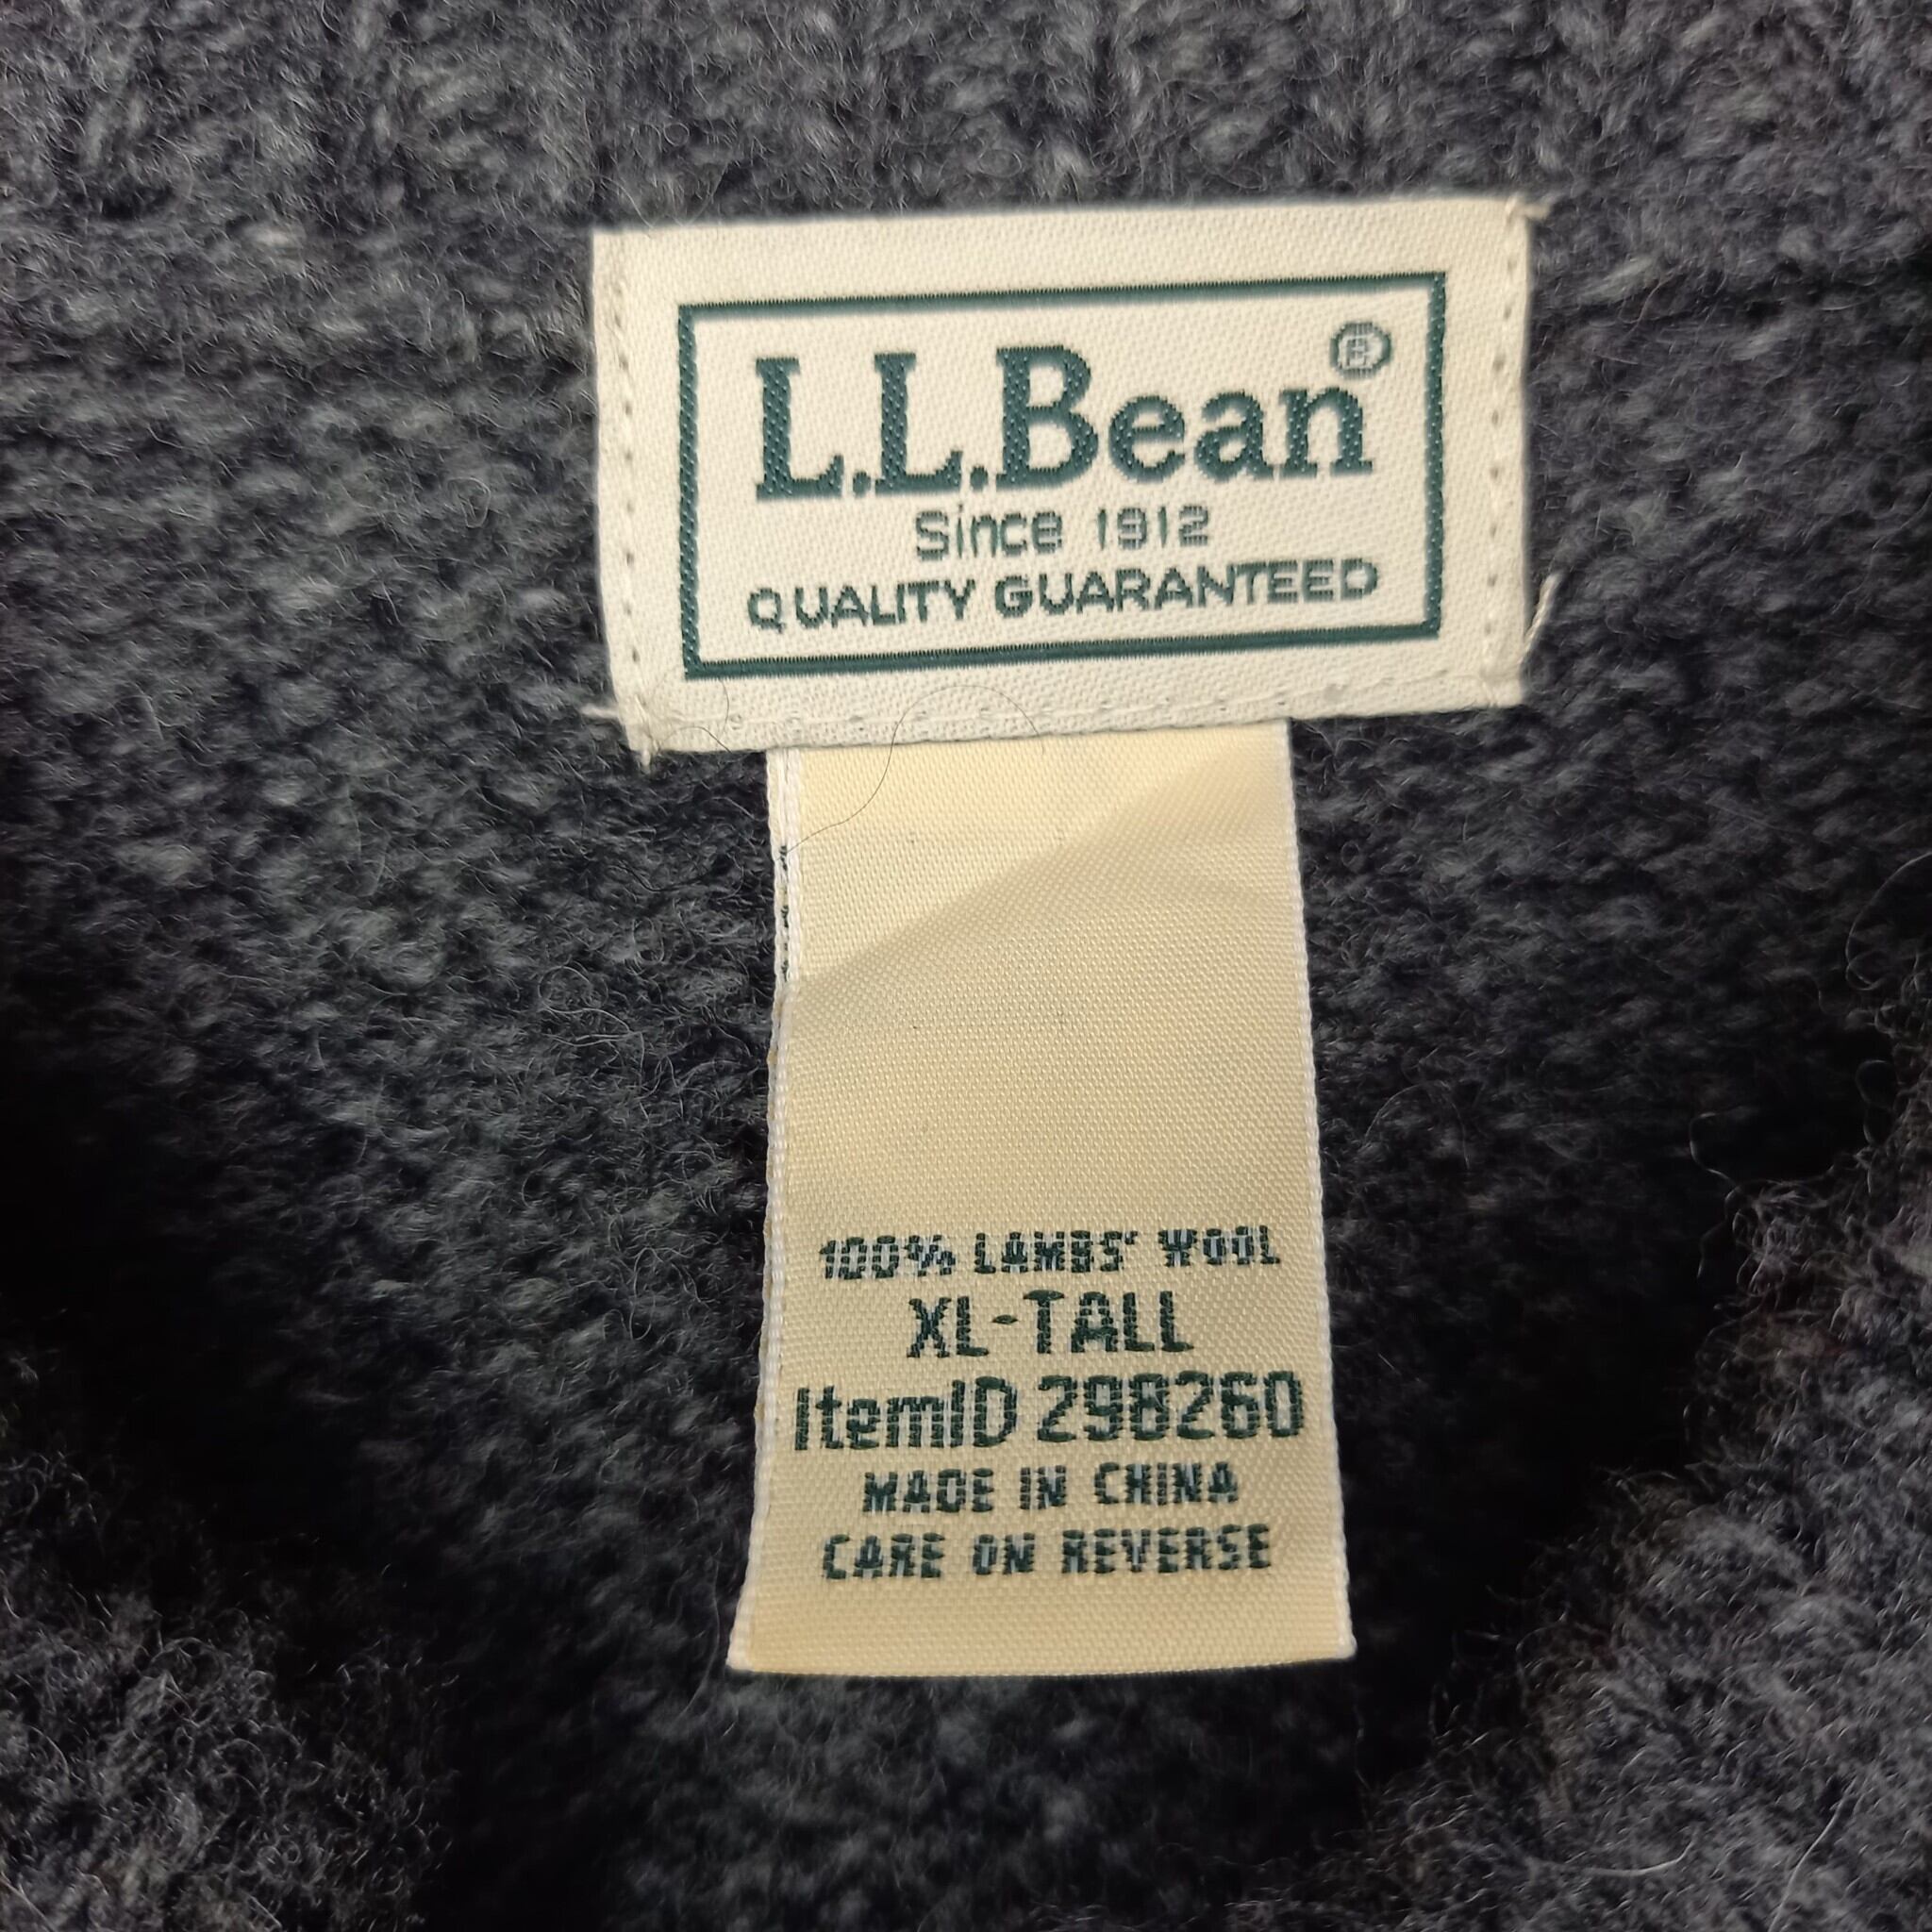 L.L.Bean®
Since 1912
QUALITY GUARANTEED
100% LAMBS' WOOL
XL-TALL
ItemID 298260
MADE IN CHINA
CARE ON REVERSE